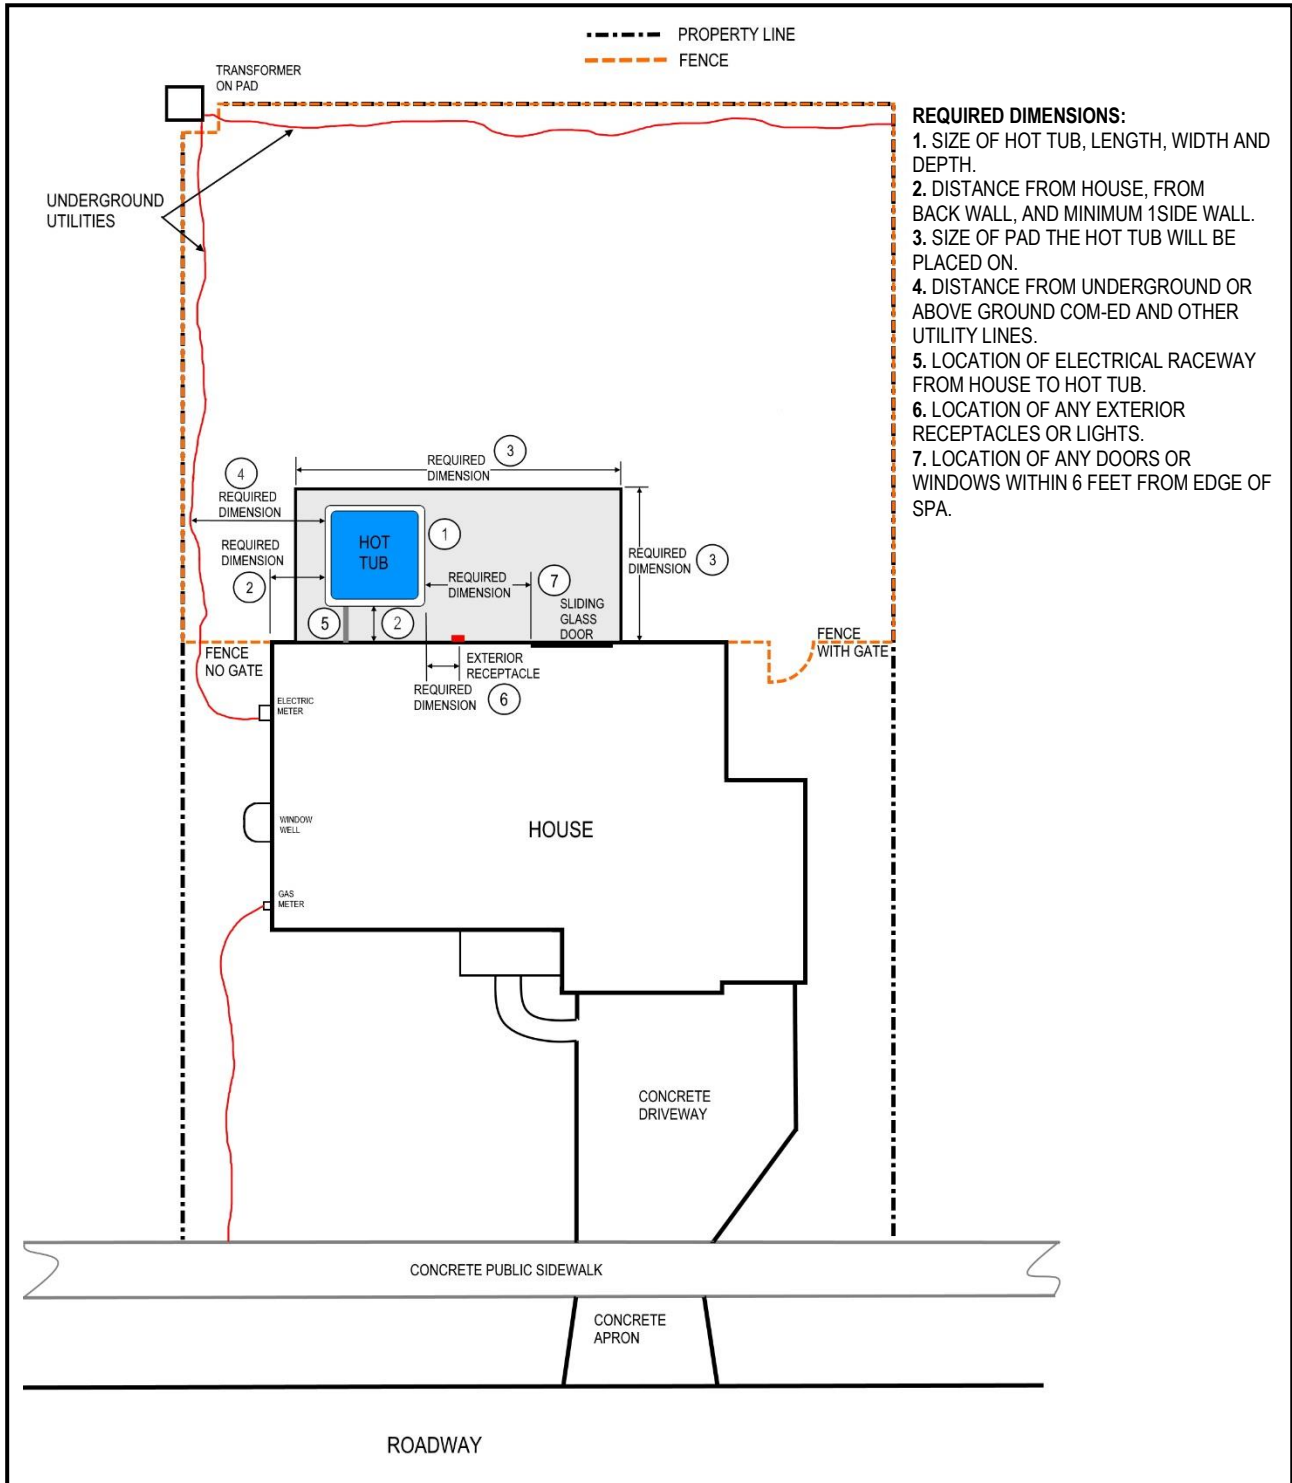 PROPERTY LINE
FENCE
TRANSFORMER
ON PAD
UNDERGROUND
UTILITIES
REQUIRED DIMENSIONS:
1. SIZE OF HOT TUB, LENGTH, WIDTH AND
DEPTH.
2. DISTANCE FROM HOUSE, FROM
BACK WALL, AND MINIMUM 1SIDE WALL.
3. SIZE OF PAD THE HOT TUB WILL BE
PLACED ON.
4. DISTANCE FROM UNDERGROUND OR
ABOVE GROUND COM-ED AND OTHER
UTILITY LINES.
5. LOCATION OF ELECTRICAL RACEWAY
FROM HOUSE TO HOT TUB.
6. LOCATION OF ANY EXTERIOR
RECEPTACLES OR LIGHTS.
7. LOCATION OF ANY DOORS OR
WINDOWS WITHIN 6 FEET FROM EDGE OF
SPA.
3
REQUIRED
DIMENSION
4
REQUIRED
DIMENSION
1
HOT
TUB
REQUIRED
DIMENSION
2
REQUIRED
DIMENSION
7
REQUIRED
DIMENSION
3
SLIDING
GLASS
DOOR
5
2
FENCE
NO GATE
EXTERIOR
RECEPTACLE
REQUIRED
DIMENSION
6
FENCE
WITH GATE
ELECTRIC
METER
WINDOW
WELL
HOUSE
GAS
METER
CONCRETE
DRIVEWAY
CONCRETE PUBLIC SIDEWALK
CONCRETE
APRON
ROADWAY